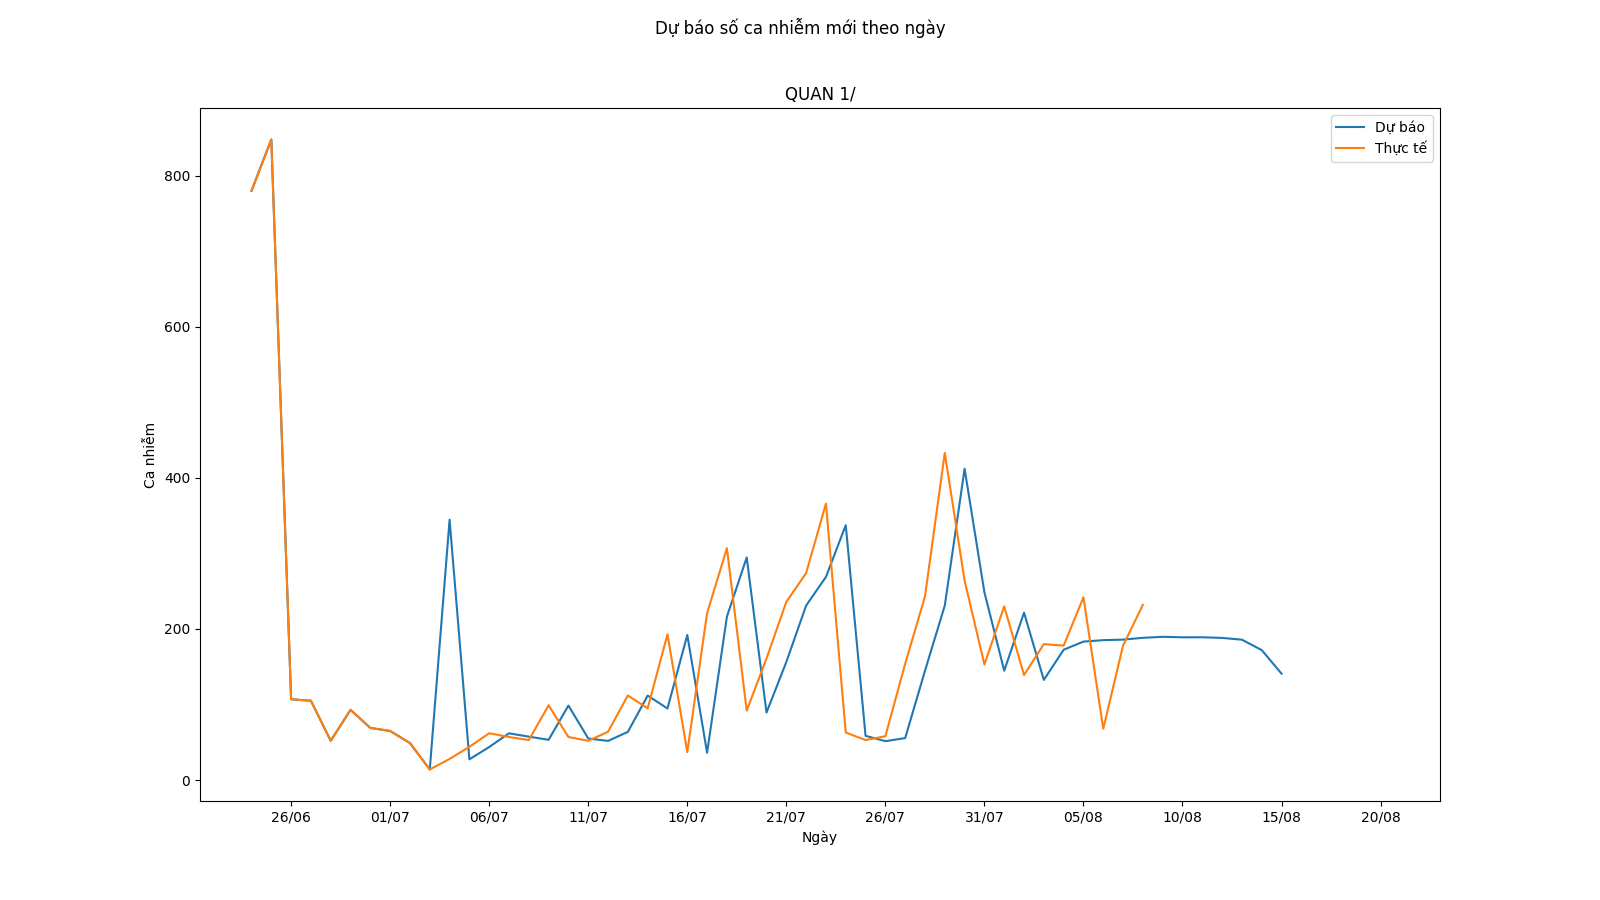 Dự báo số ca nhiễm mới theo ngày
QUAN 1/
Dự báo
Thực tế
800
600
400
200
0
Ca nhiễm
26/06 01/07 06/07 11/07 16/07 21/07 26/07 31/07 05/08 10/08 15/08 20/08
Ngày